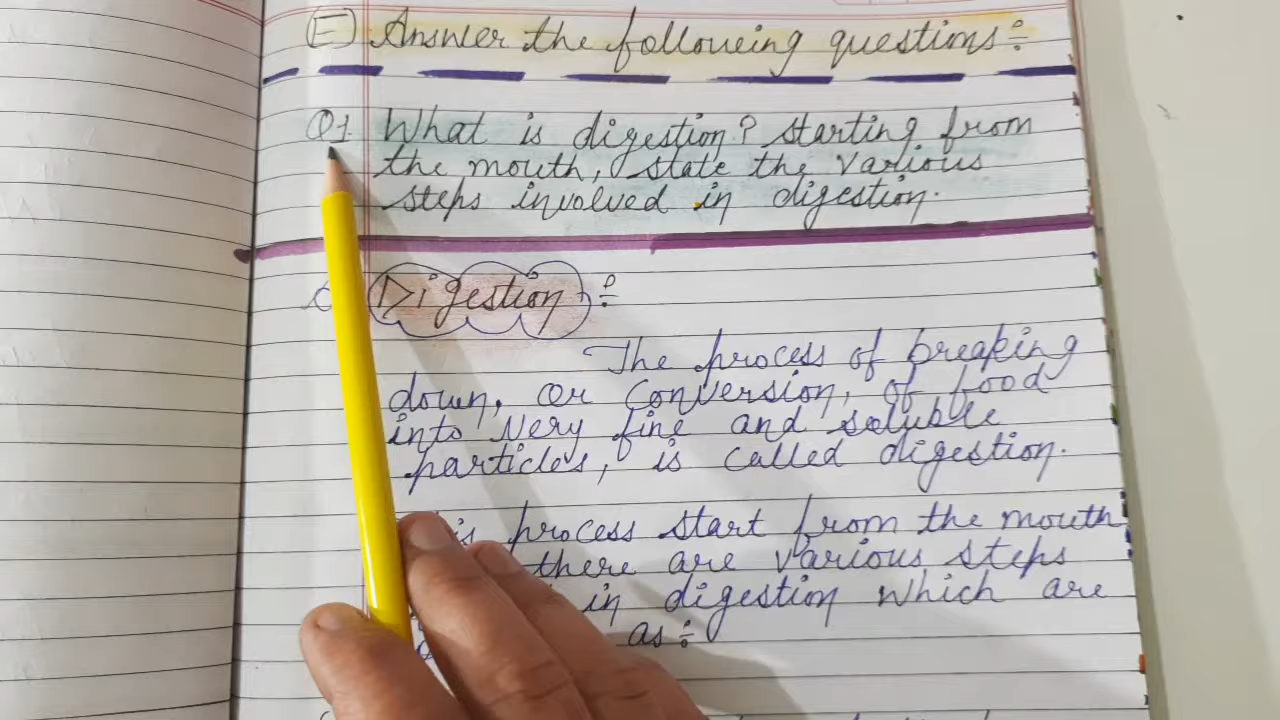 (E) Answer the following questions:
Q1 What is digestion? Starting from
the mouth, state the various
steps involved in digestion.
Digestion :
The process of breaking
down, or conversion, of food
into very fine and soluble
particles, is called digestion.
is process start from the mouth
there are various steps
in digestion which are
as :